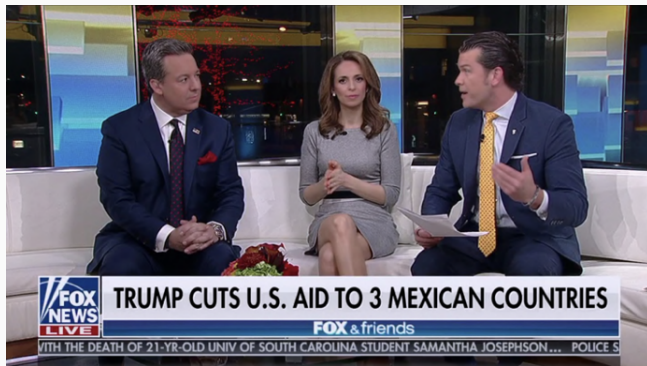 FOX
NEWS
LIVE
TRUMP CUTS U.S. AID TO 3 MEXICAN COUNTRIES
FOX & friends
WITH THE DEATH OF 21-YR-OLD UNIV OF SOUTH CAROLINA STUDENT SAMANTHA JOSEPHSON... POLICE S